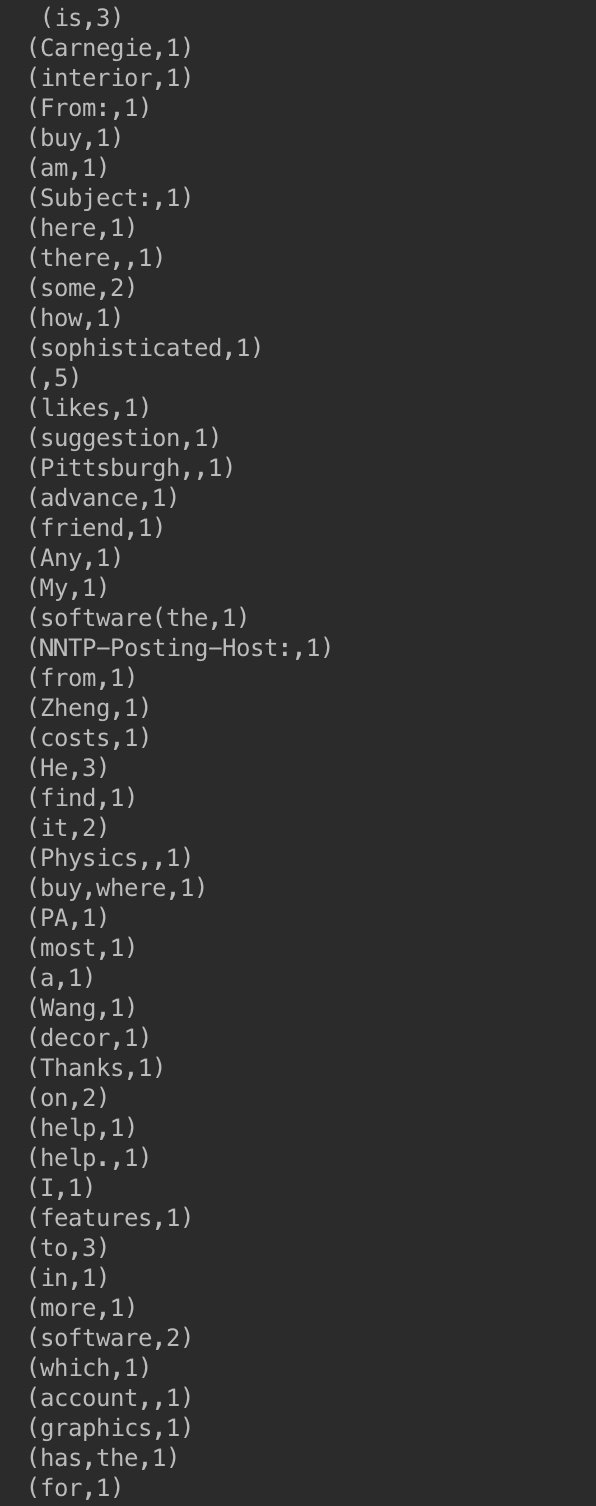 (is,3)
(Carnegie,1)
(interior,1)
(From:,1)
(buy,1)
(am,1)
(Subject:,1)
(here,1)
(there,,1)
(some,2)
(how,1)
(sophisticated,1)
(,5)
(likes,1)
(suggestion,1)
(Pittsburgh,,1)
(advance,1)
(friend,1)
(Any,1)
(My,1)
(software(the,1)
(NNTP-Posting-Host:,1)
(from,1)
(Zheng,1)
(costs,1)
(He,3)
(find,1)
(it,2)
(Physics,,1)
(buy,where,1)
(PA,1)
(most,1)
(a,1)
(Wang,1)
(decor,1)
(Thanks,1)
(on,2)
(help,1)
(help.,1)
(I,1)
(features,1)
(to,3)
(in,1)
(more,1)
(software,2)
(which,1)
(account,,1)
(graphics,1)
(has,the,1)
(for,1)